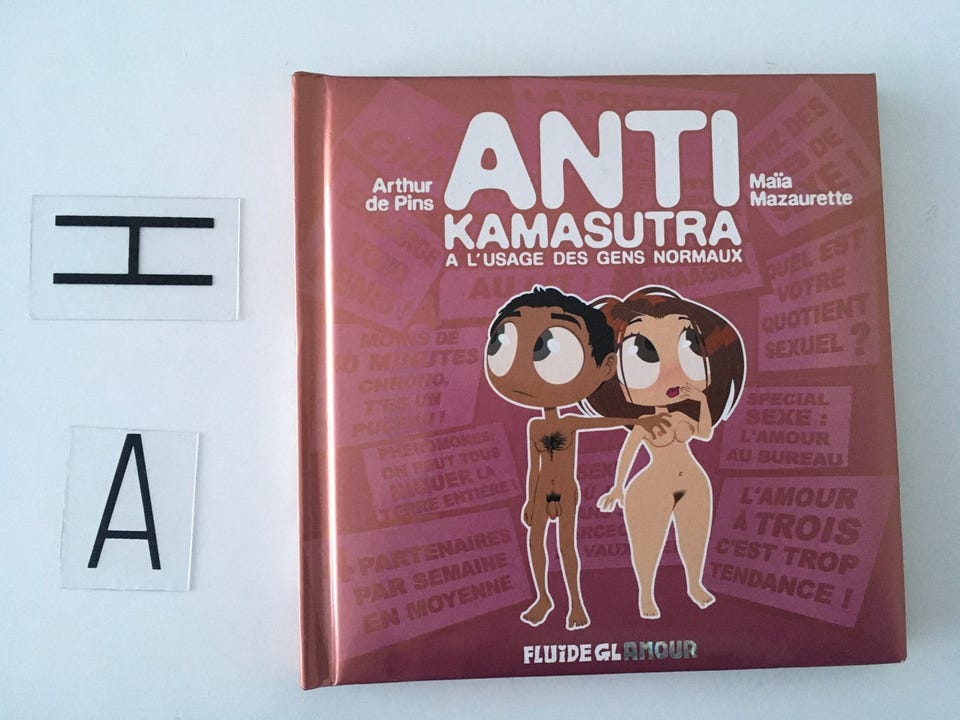 H
A
ANTI
Arthur
de Pins
Maïa
Mazaurette
KAMASUTRA
A L'USAGE DES GENS NORMAUX
QUEL EST
VOTRE
QUOTIENT
SEXUEL ?
MOINS DE
MINUTES
CHRONO,
T'ES UN
SPECIAL
SEXE :
L'AMOUR
AU BUREAU
PHÉROMONES:
ON PEUT TOUS
NIQUER LA
TERRE ENTIÈRE !
L'AMOUR
À TROIS
C'EST TROP
TENDANCE !
PARTENAIRES
PAR SEMAINE
EN MOYENNE
FLUIDE GLAMOUR